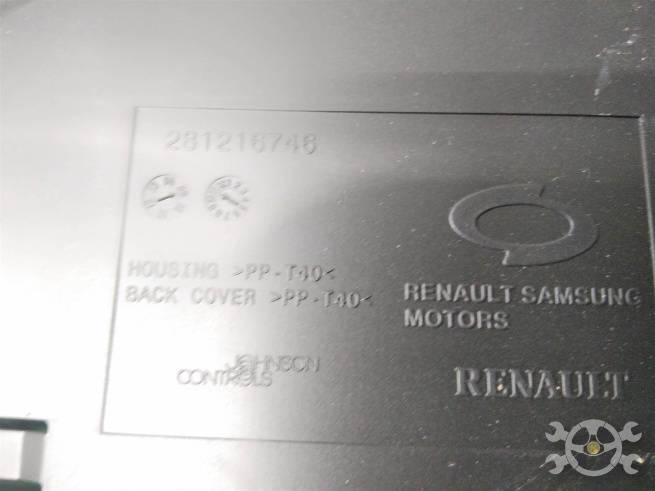 281216746
HOUSING >PP-T40<
BACK COVER >PP-T40<
RENAULT SAMSUNG
MOTORS
JOHNSON
CONTROLS
RENAULT